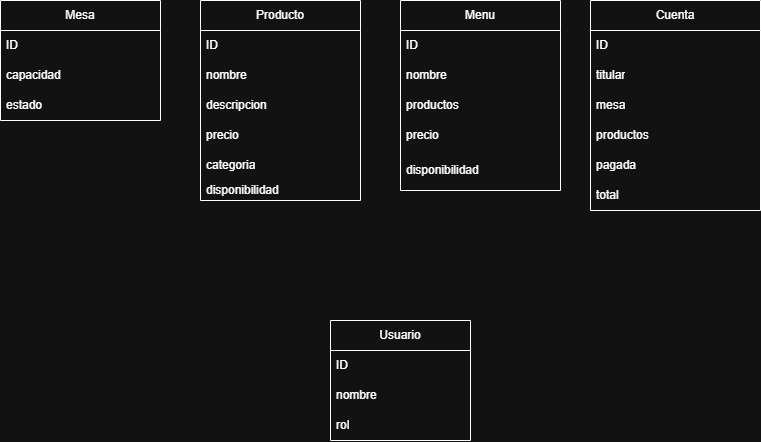 Mesa
ID
capacidad
estado
Producto
ID
nombre
descripcion
precio
categoria
disponibilidad
Menu
ID
nombre
productos
precio
disponibilidad
Cuenta
ID
titular
mesa
productos
pagada
total
Usuario
ID
nombre
rol